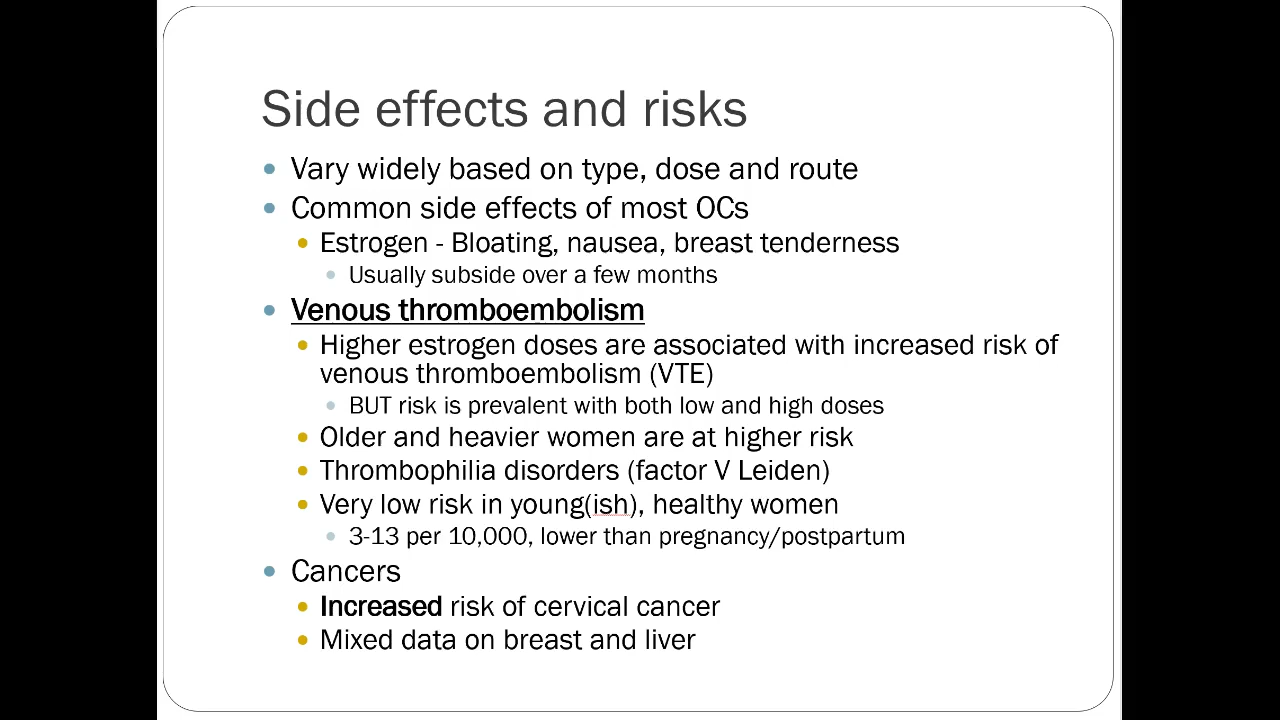 Side effects and risks
Vary widely based on type, dose and route
Common side effects of most OCs
Estrogen - Bloating, nausea, breast tenderness
Usually subside over a few months
Venous thromboembolism
Higher estrogen doses are associated with increased risk of
venous thromboembolism (VTE)
BUT risk is prevalent with both low and high doses
Older and heavier women are at higher risk
Thrombophilia disorders (factor V Leiden)
Very low risk in young(ish), healthy women
3-13 per 10,000, lower than pregnancy/postpartum
Cancers
Increased risk of cervical cancer
Mixed data on breast and liver